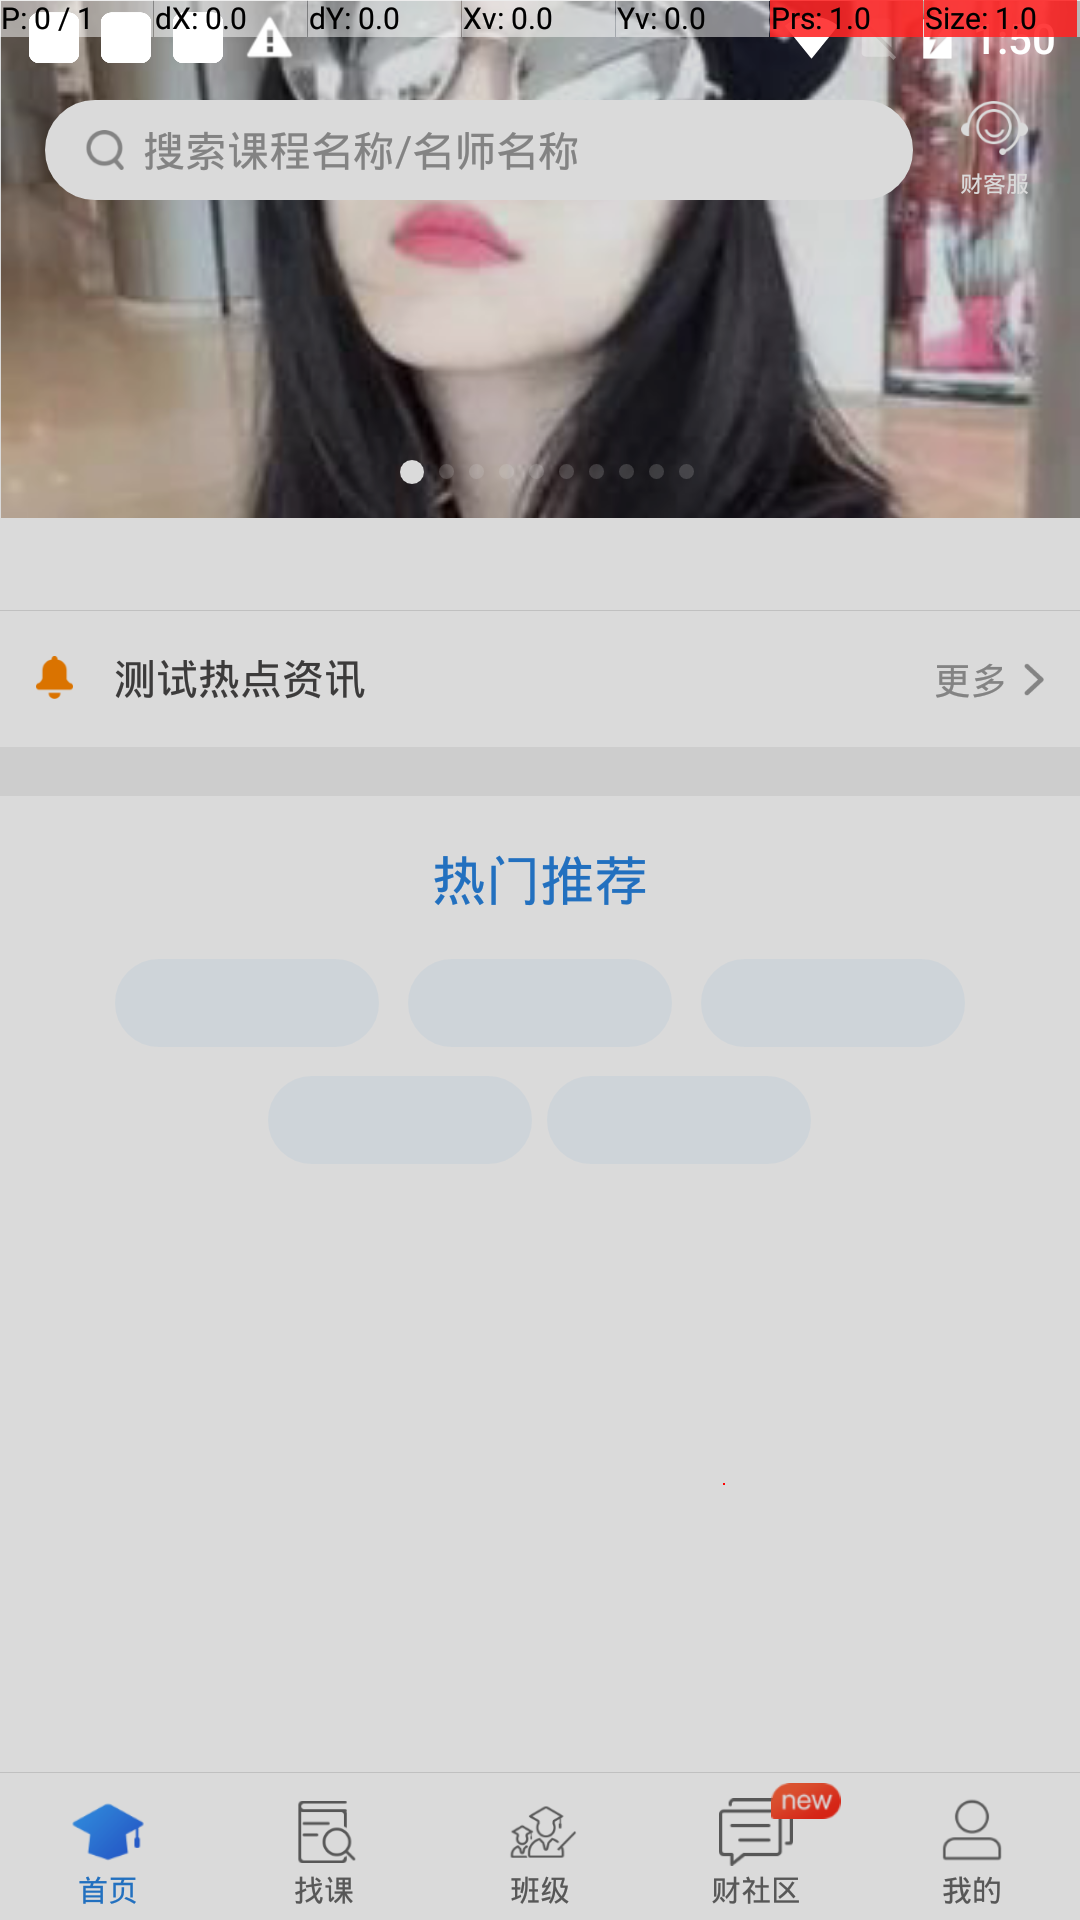 P: 0 / 1 dX: 0.0 dY: 0.0 Xv: 0.0 Yv: 0.0 Prs: 1.0 Size: 1.0
1:50
搜索课程名称/名师名称
财客服
测试热点资讯 更多
热门推荐
new
首页 找课 班级 财社区 我的